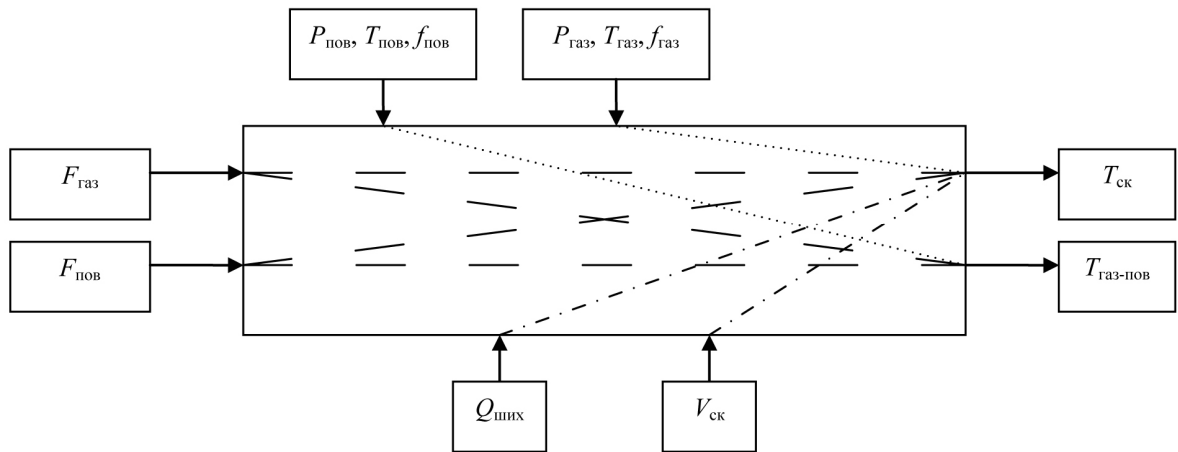 Pпов, Tпов, fпов
Pгаз, Tгаз, fгаз
Fгаз
Tск
Fпов
Tгаз-пов
Qших
Vск